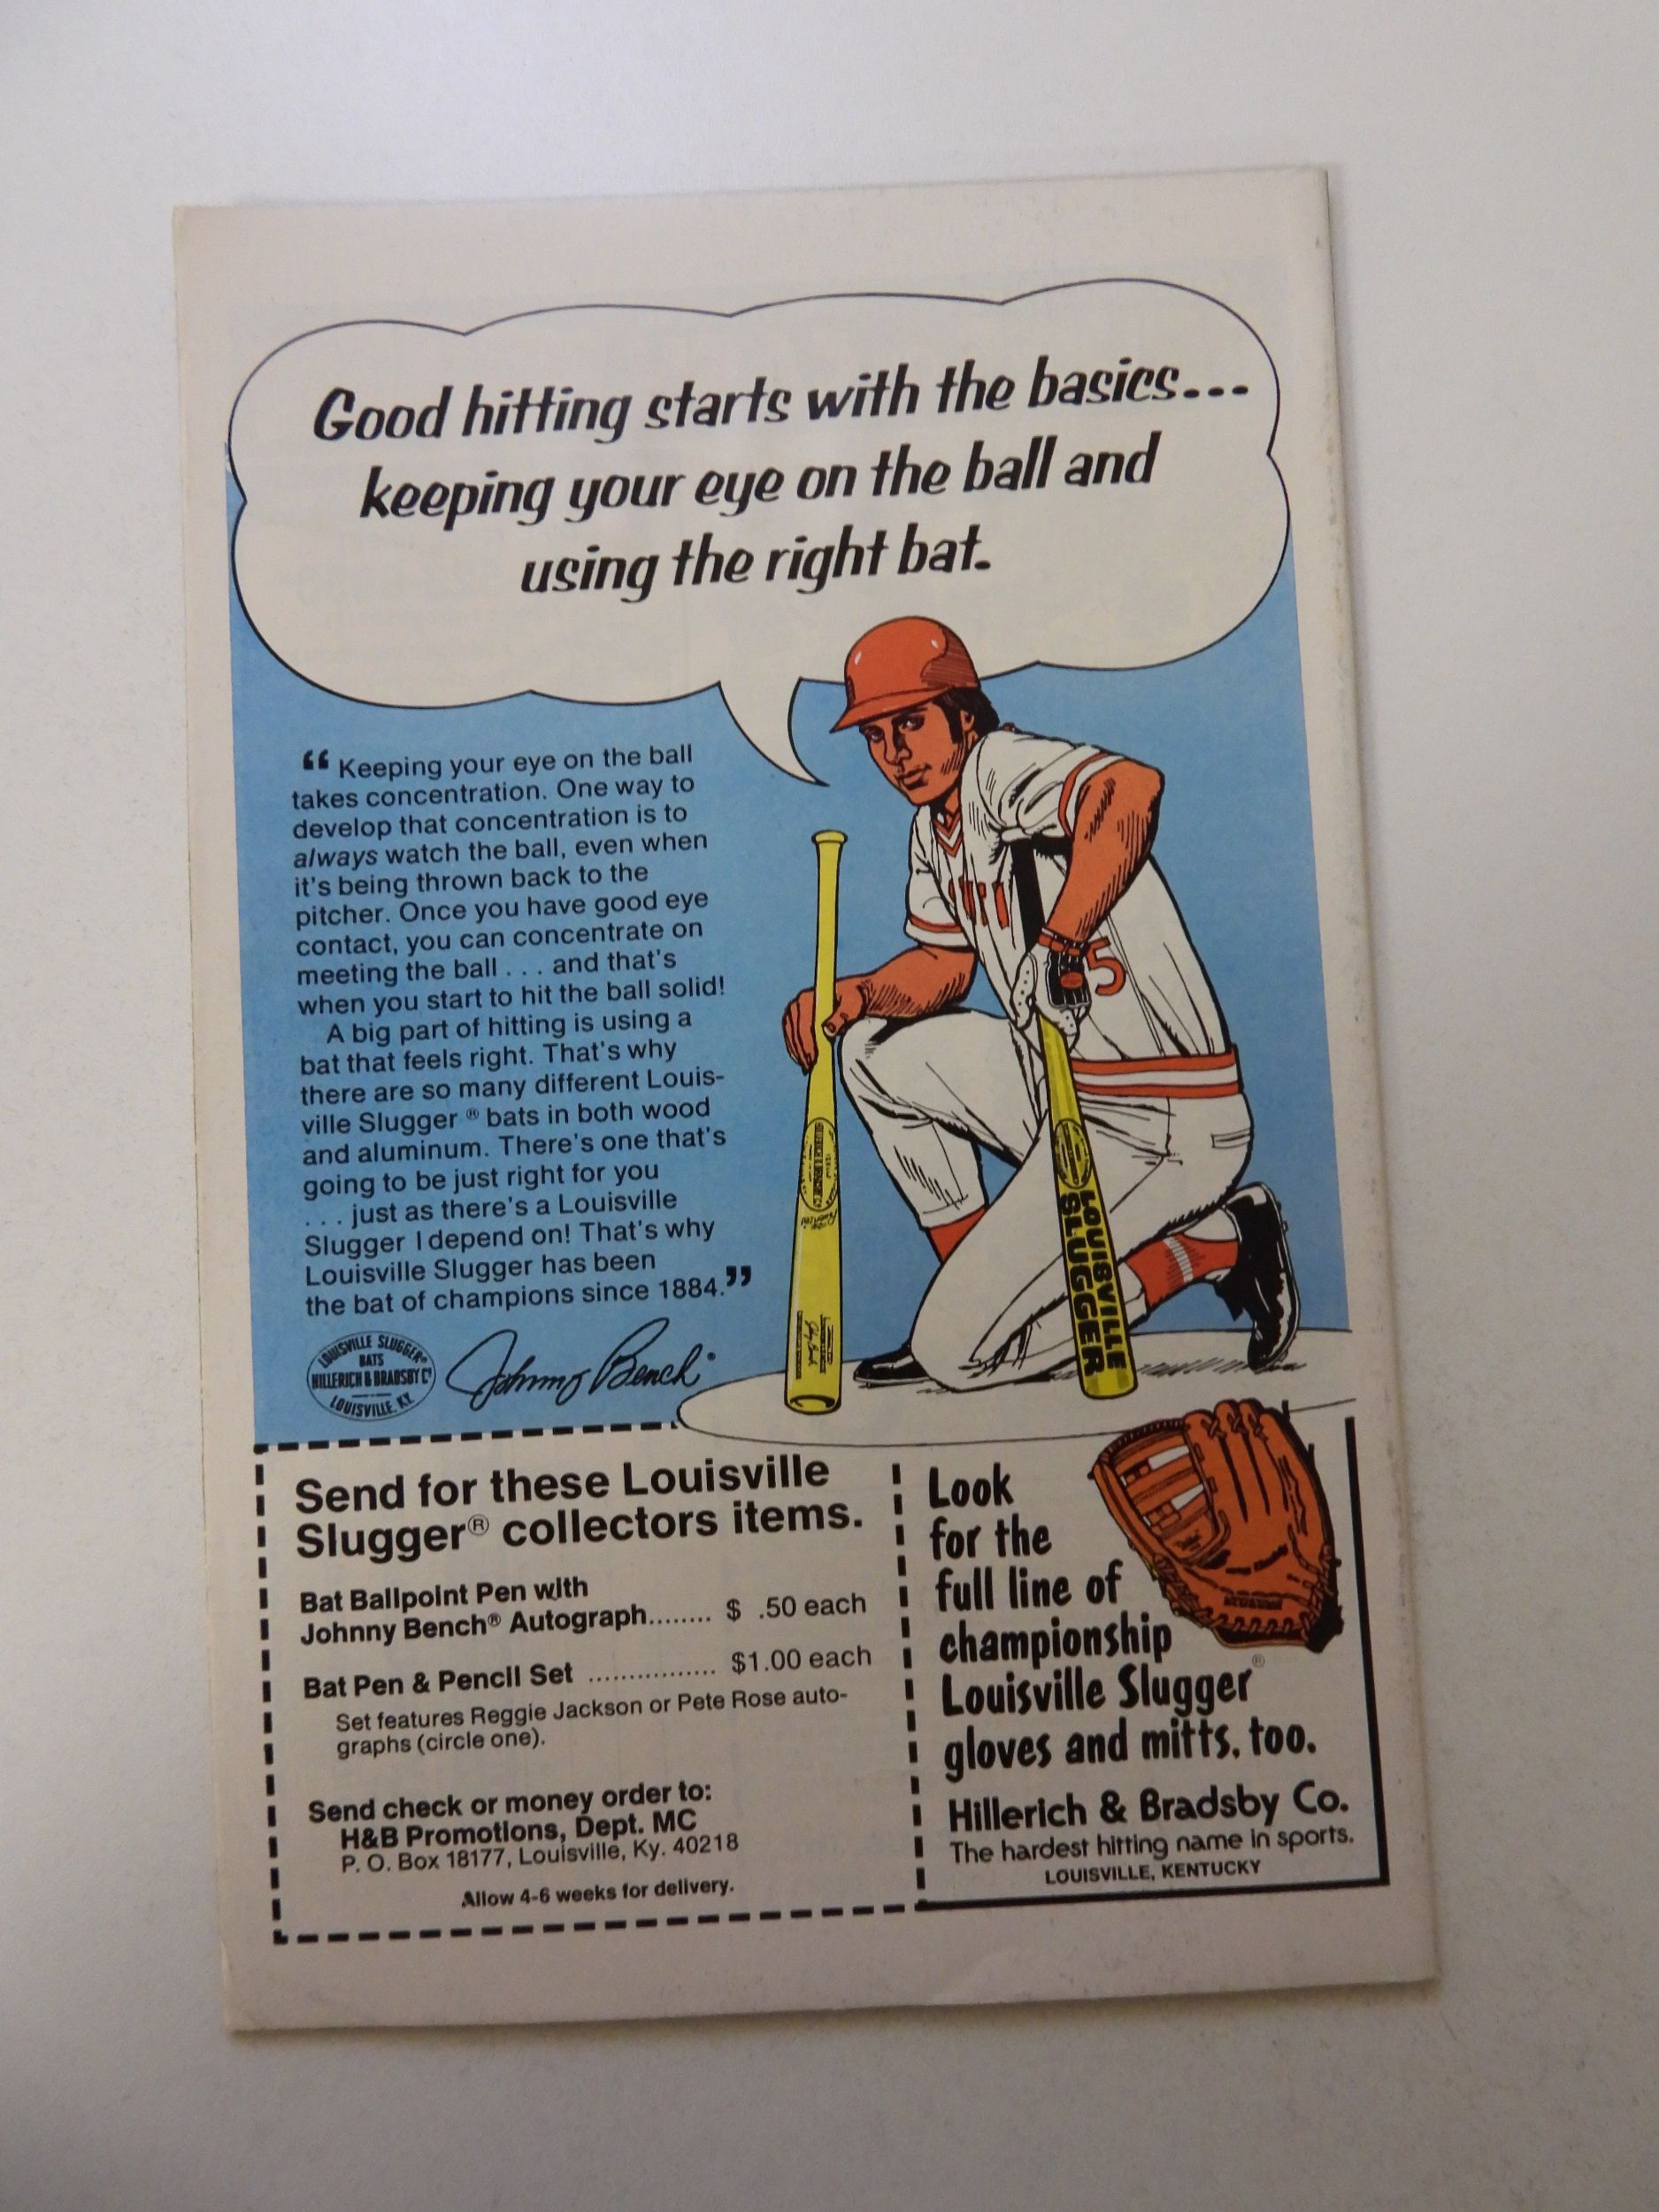 Good hitting starts with the basics...
keeping your eye on the ball and
using the right bat.
“ Keeping your eye on the ball
takes concentration. One way to
develop that concentration is to
always watch the ball, even when
it's being thrown back to the
pitcher. Once you have good eye
contact, you can concentrate on
meeting the ball . . . and that's
when you start to hit the ball solid!
A big part of hitting is using a
bat that feels right. That's why
there are so many different Louis-
ville Slugger ® bats in both wood
and aluminum. There's one that's
going to be just right for you
. . . just as there's a Louisville
Slugger I depend on! That's why
Louisville Slugger has been
the bat of champions since 1884.”
LOUISVILLE SLUGGER®
BATS
HILLERICH & BRADSBY Co
LOUISVILLE, KY.
Johnny Bench
5
LOUISVILLE
SLUGGER
Send for these Louisville
Slugger® collectors items.
Bat Ballpoint Pen with
Johnny Bench® Autograph........ $ .50 each
Bat Pen & Pencil Set ................ $1.00 each
Set features Reggie Jackson or Pete Rose auto-
graphs (circle one).
Send check or money order to:
H&B Promotions, Dept. MC
P. O. Box 18177, Louisville, Ky. 40218
Allow 4-6 weeks for delivery.
Look
for the
full line of
championship
Louisville Slugger®
gloves and mitts, too.
Hillerich & Bradsby Co.
The hardest hitting name in sports.
LOUISVILLE, KENTUCKY